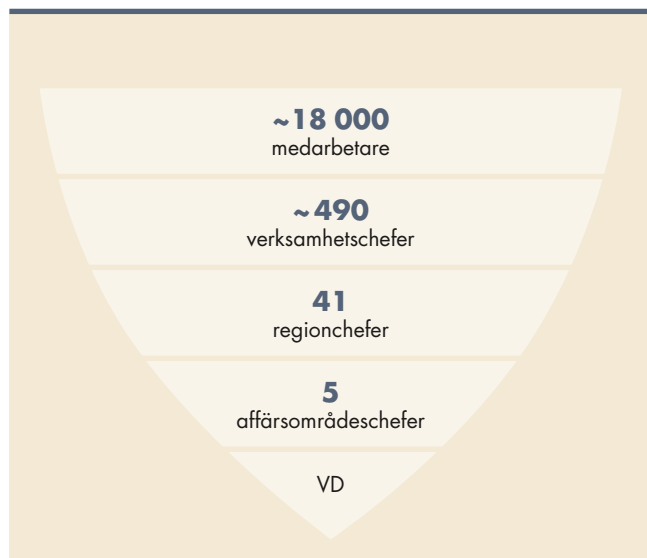 ~18 000
medarbetare
~490
verksamhetschefer
41
regionchefer
5
affärsområdeschefer
VD